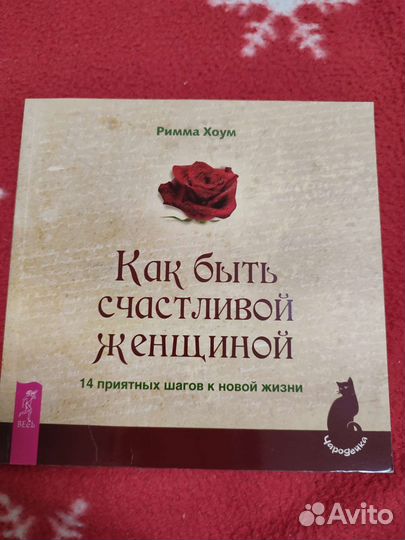 Римма Хоум
Как быть
счастливой
женщиной
14 приятных шагов к новой жизни
ВЕСЬ
Чародейка
Avito